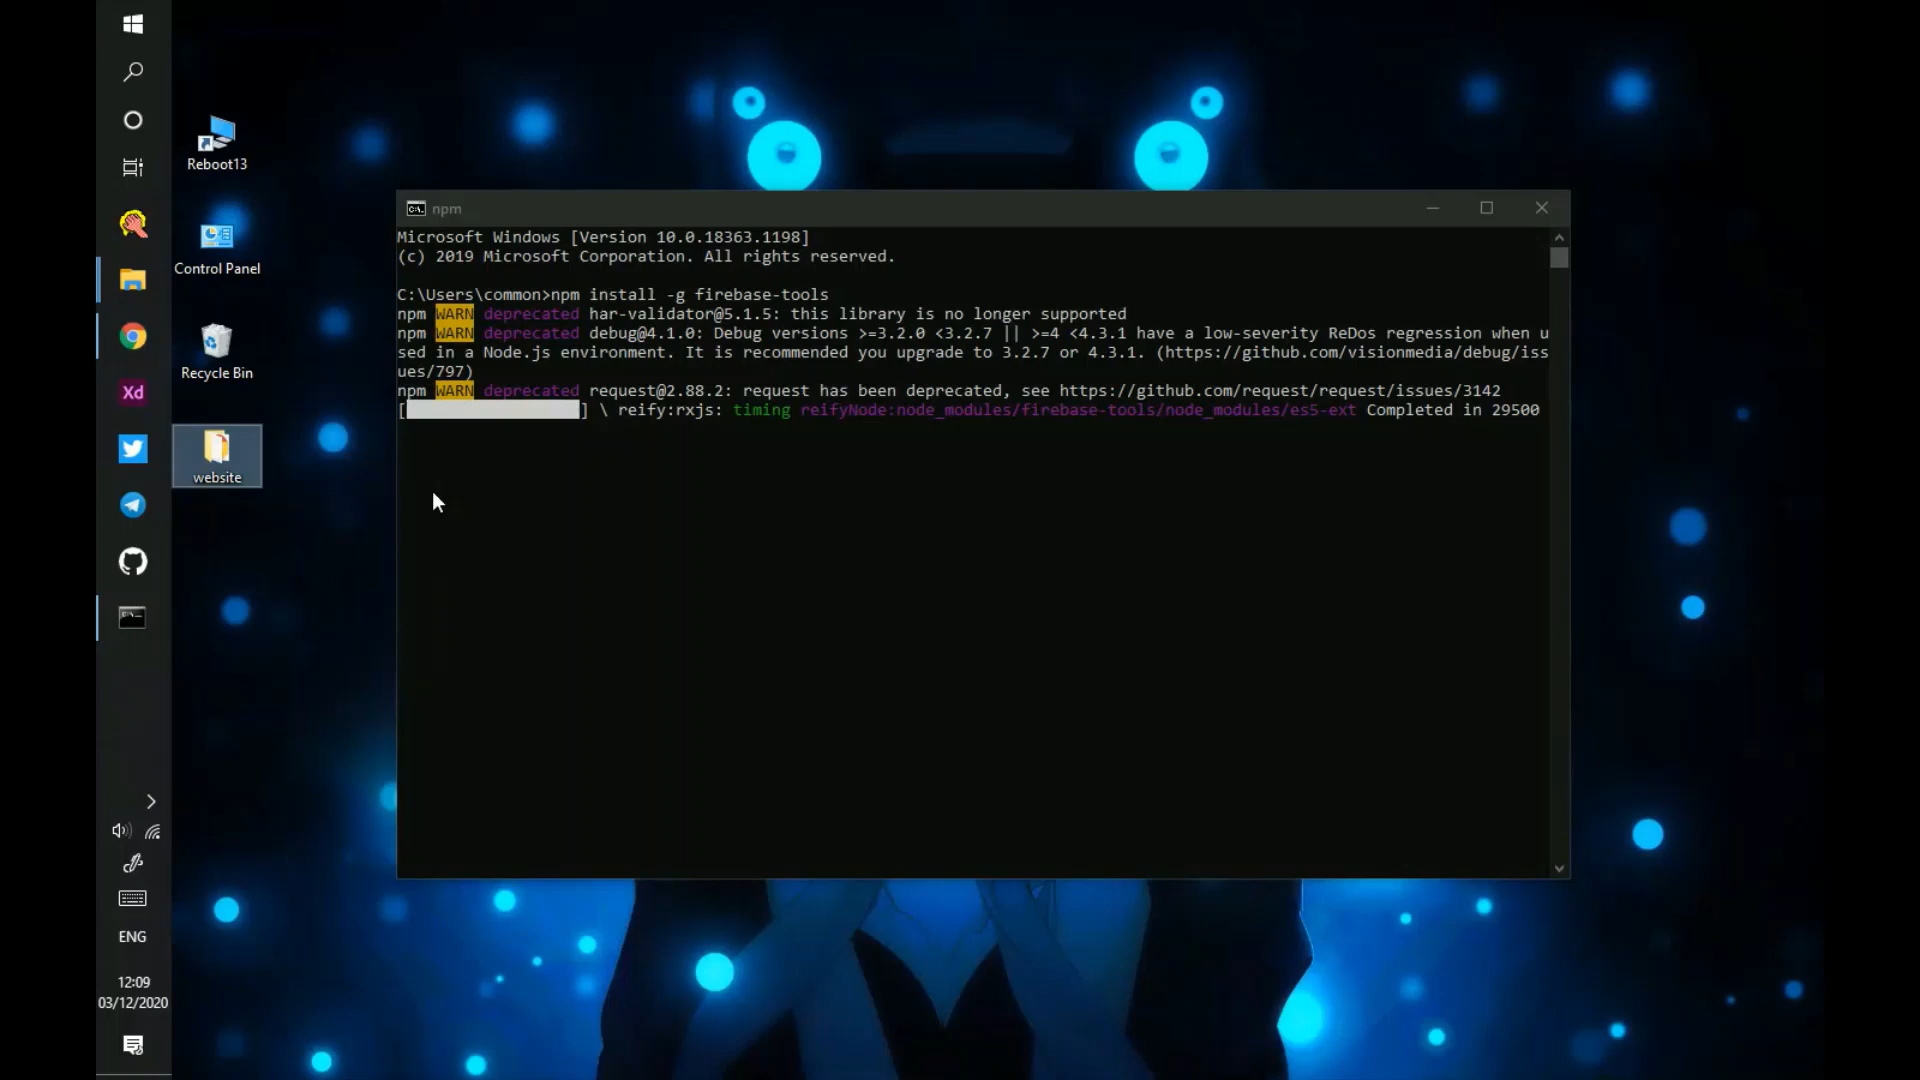 Reboot13
Control Panel
Recycle Bin
Xd
website
ENG
12:09
03/12/2020
npm
Microsoft Windows [Version 10.0.18363.1198]
(c) 2019 Microsoft Corporation. All rights reserved.
C:\Users\common>npm install -g firebase-tools
npm WARN deprecated har-validator@5.1.5: this library is no longer supported
npm WARN deprecated debug@4.1.0: Debug versions >=3.2.0 <3.2.7 || >=4 <4.3.1 have a low-severity ReDos regression when u
sed in a Node.js environment. It is recommended you upgrade to 3.2.7 or 4.3.1. (https://github.com/visionmedia/debug/iss
ues/797)
npm WARN deprecated request@2.88.2: request has been deprecated, see https://github.com/request/request/issues/3142
[                  ] \ reify:rxjs: timing reifyNode:node_modules/firebase-tools/node_modules/es5-ext Completed in 29500